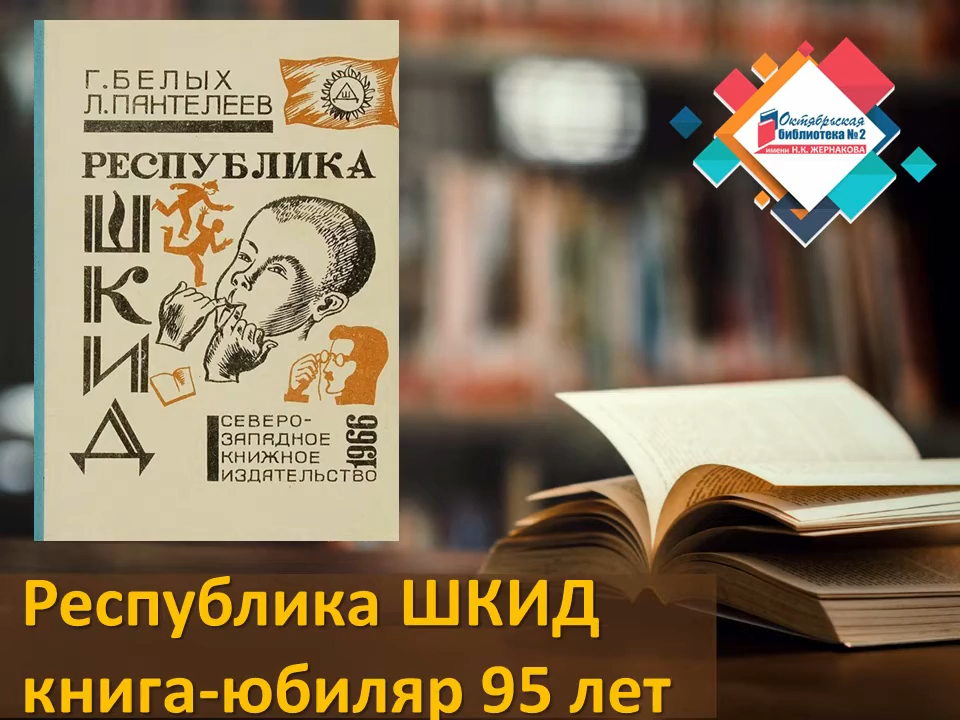 Г. БЕЛЫХ
Л. ПАНТЕЛЕЕВ
РЕСПУБЛИКА
ШКИД
СЕВЕРО-
ЗАПАДНОЕ
КНИЖНОЕ
ИЗДАТЕЛЬСТВО
1966
Октябрьская
библиотека №2
имени Н.К. ЖЕРНАКОВА
Республика ШКИД
книга-юбиляр 95 лет